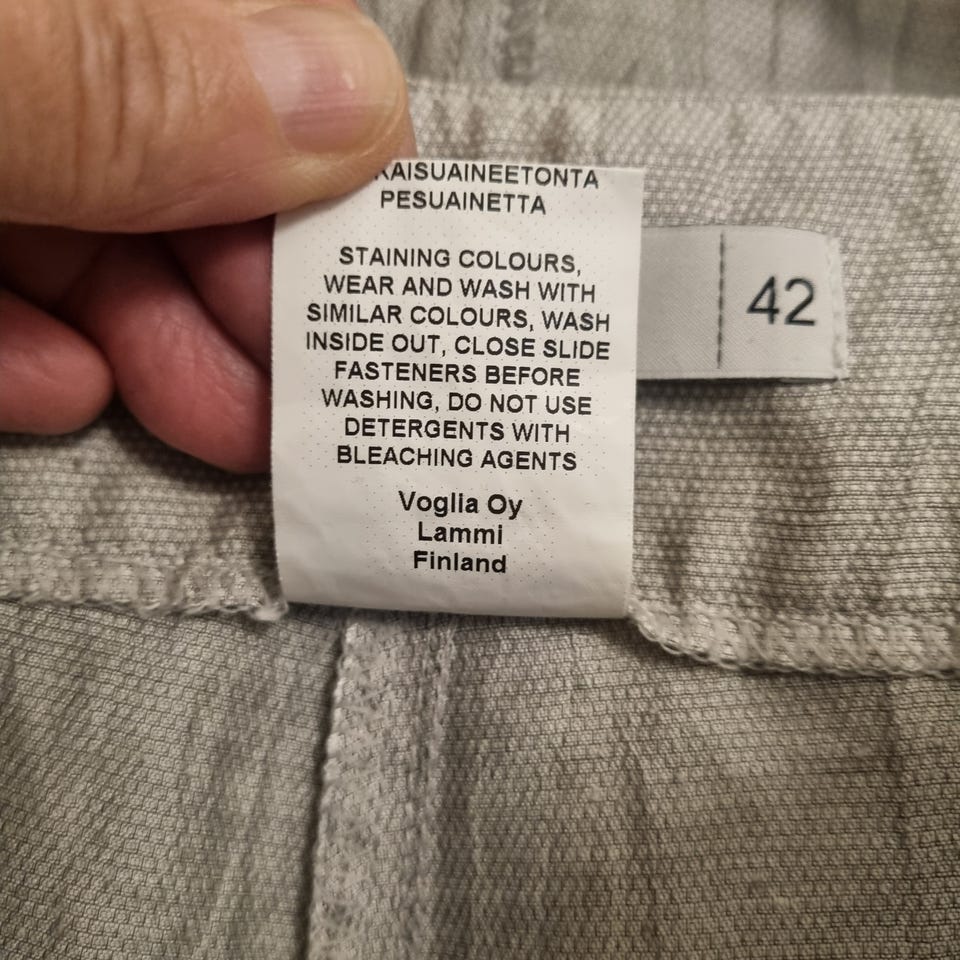 KAISUAINEETONTA
PESUAINETTA
STAINING COLOURS,
WEAR AND WASH WITH
SIMILAR COLOURS, WASH
INSIDE OUT, CLOSE SLIDE
FASTENERS BEFORE
WASHING, DO NOT USE
DETERGENTS WITH
BLEACHING AGENTS
Voglia Oy
Lammi
Finland
42